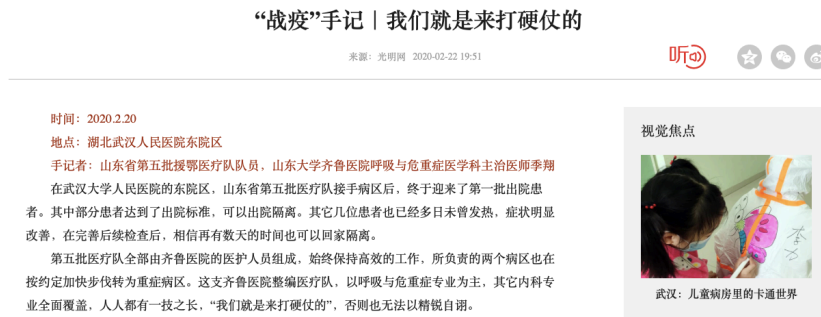 “战疫”手记｜我们就是来打硬仗的
来源：光明网 2020-02-22 19:51
听
时间：2020.2.20
地点：湖北武汉人民医院东院区
手记者：山东省第五批援鄂医疗队队员，山东大学齐鲁医院呼吸与危重症医学科主治医师季翔
在武汉大学人民医院的东院区，山东省第五批医疗队接手病区后，终于迎来了第一批出院患
者。其中部分患者达到了出院标准，可以出院隔离。其它几位患者也已经多日未曾发热，症状明显
改善，在完善后续检查后，相信再有数天的时间也可以回家隔离。
第五批医疗队全部由齐鲁医院的医护人员组成，始终保持高效的工作，所负责的两个病区也在
按约定加快步伐转为重症病区。这支齐鲁医院整编医疗队，以呼吸与危重症专业为主，其它内科专
业全面覆盖，人人都有一技之长，“我们就是来打硬仗的”，否则也无法以精锐自诩。
视觉焦点
李力
武汉：儿童病房里的卡通世界